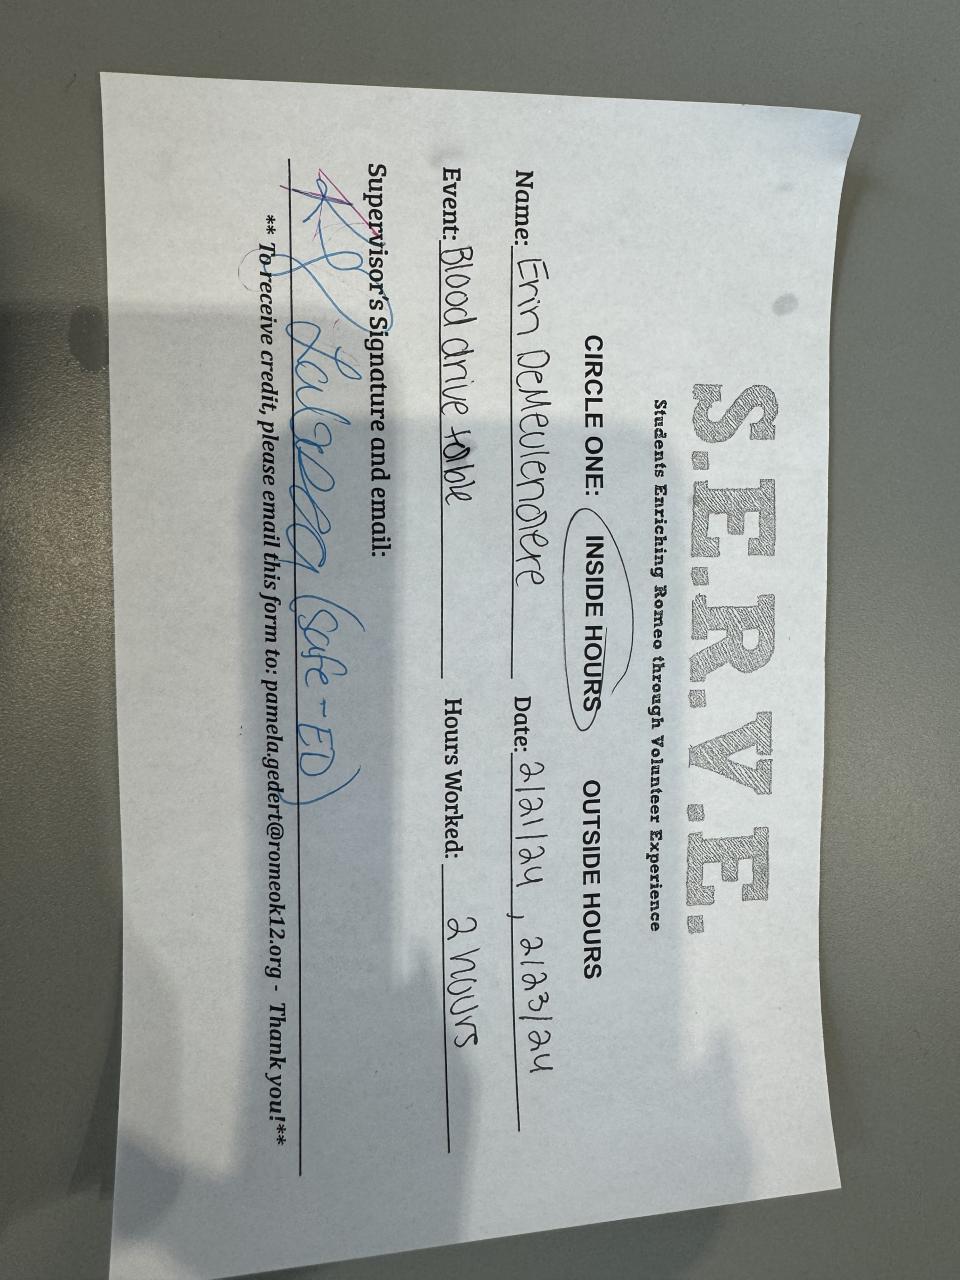 S.E.R.V.E.
Students Enriching Romeo through Volunteer Experience
CIRCLE ONE: INSIDE HOURS OUTSIDE HOURS
Name: Erin DeMeulenaere Date: 2/21/24, 2/23/24
Event: Blood drive table Hours Worked: 2 hours
Supervisor's Signature and email:
(Safe-ED)
** To receive credit, please email this form to: pamela.gedert@romeok12.org - Thank you!**